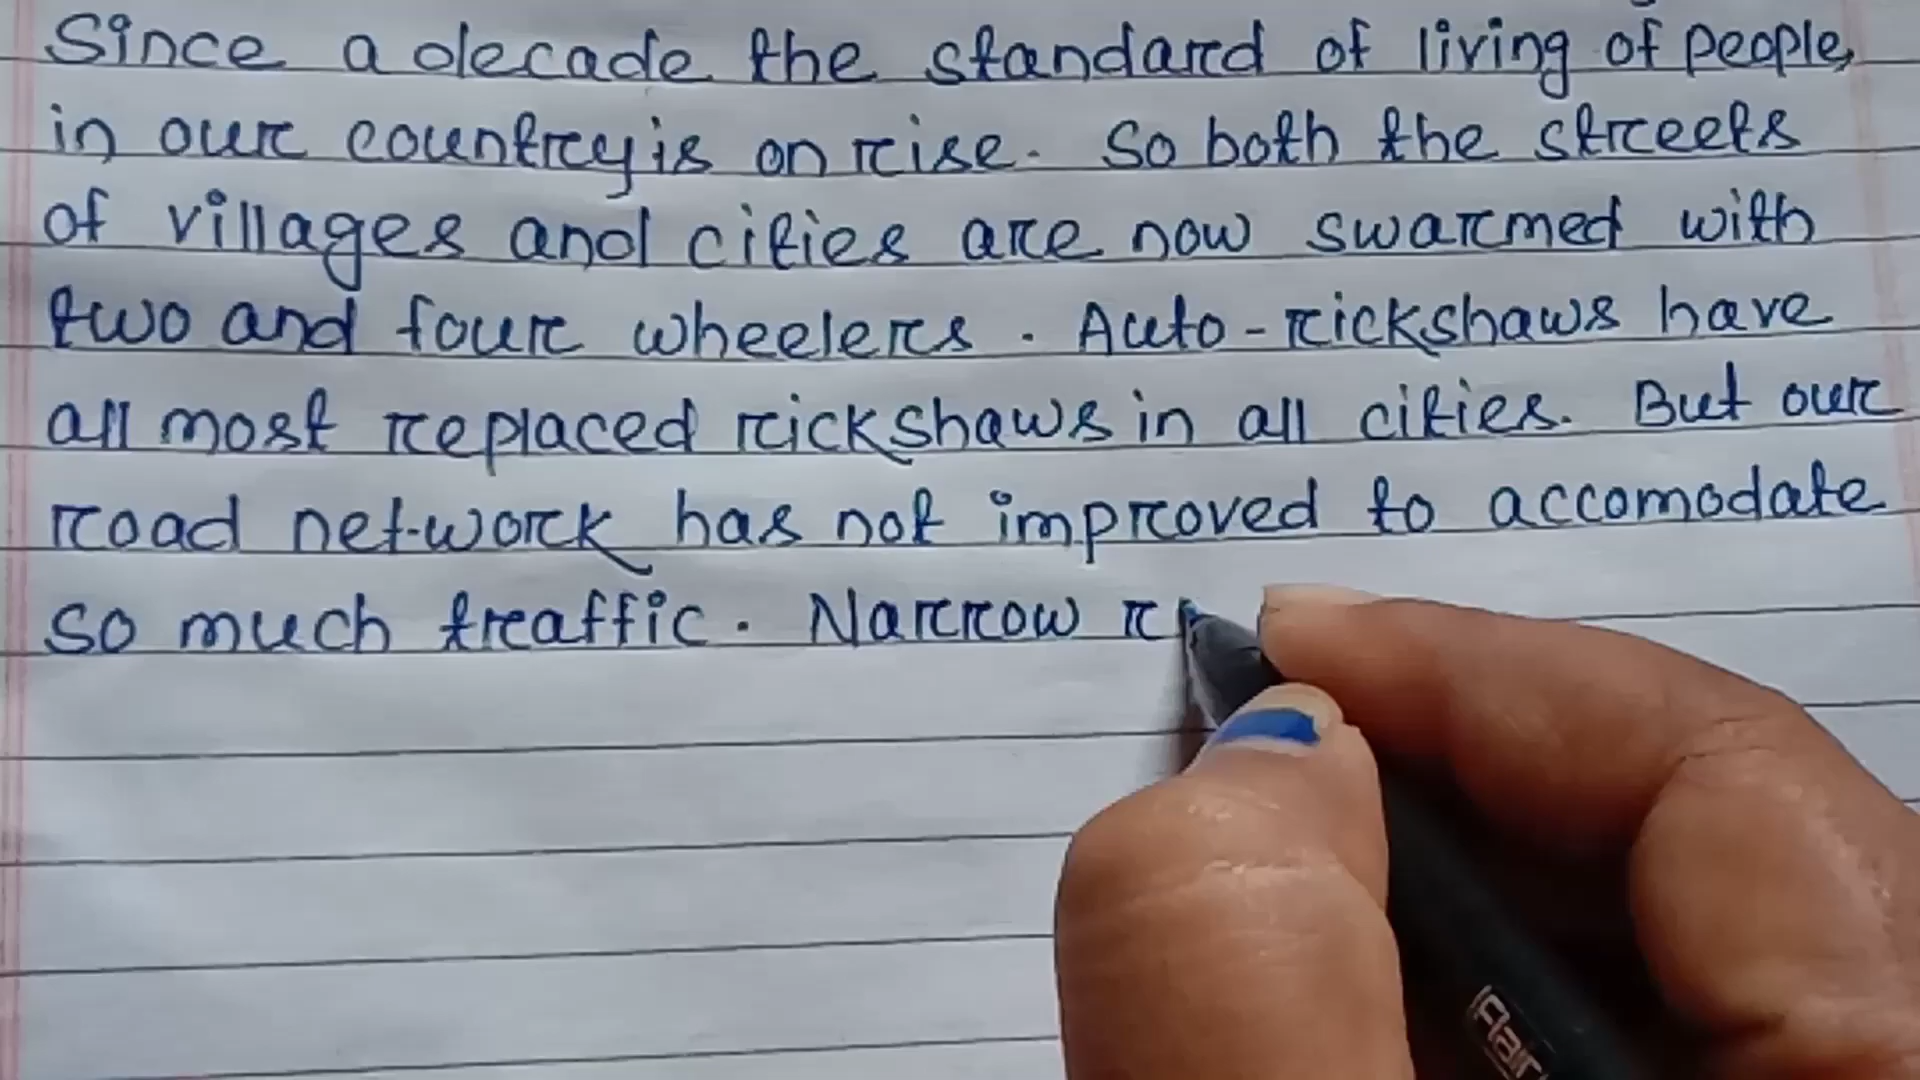 Since a decade the standard of living of people,
in our country is on rise. So both the streets
of villages and cities are now swarmed with
two and four wheelers. Auto-rickshaws have
all most replaced rickshaws in all cities. But our
road net-work has not improved to accomodate
so much traffic. Narrow r
Flair